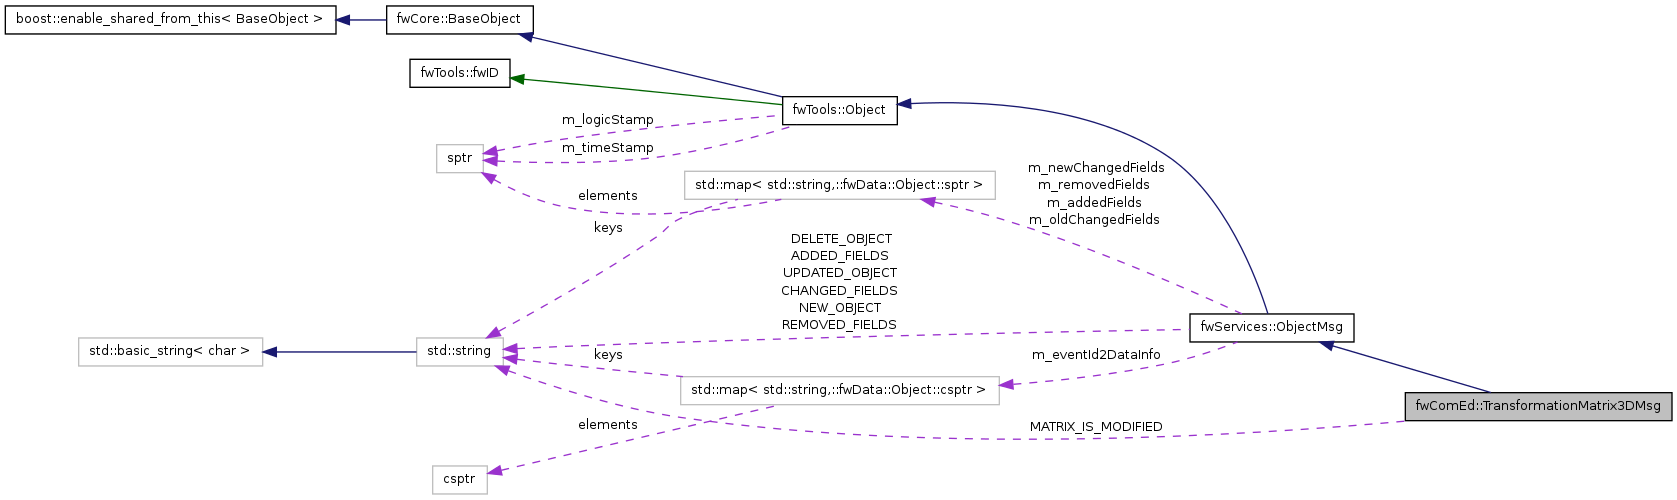 boost::enable_shared_from_this< BaseObject >
fwCore::BaseObject
fwTools::fwID
fwTools::Object
m_logicStamp
m_timeStamp
sptr
elements
keys
std::map< std::string,::fwData::Object::sptr >
m_newChangedFields
m_removedFields
m_addedFields
m_oldChangedFields
DELETE_OBJECT
ADDED_FIELDS
UPDATED_OBJECT
CHANGED_FIELDS
NEW_OBJECT
REMOVED_FIELDS
fwServices::ObjectMsg
std::basic_string< char >
std::string
keys
m_eventId2DataInfo
std::map< std::string,::fwData::Object::csptr >
fwComEd::TransformationMatrix3DMsg
elements
MATRIX_IS_MODIFIED
csptr